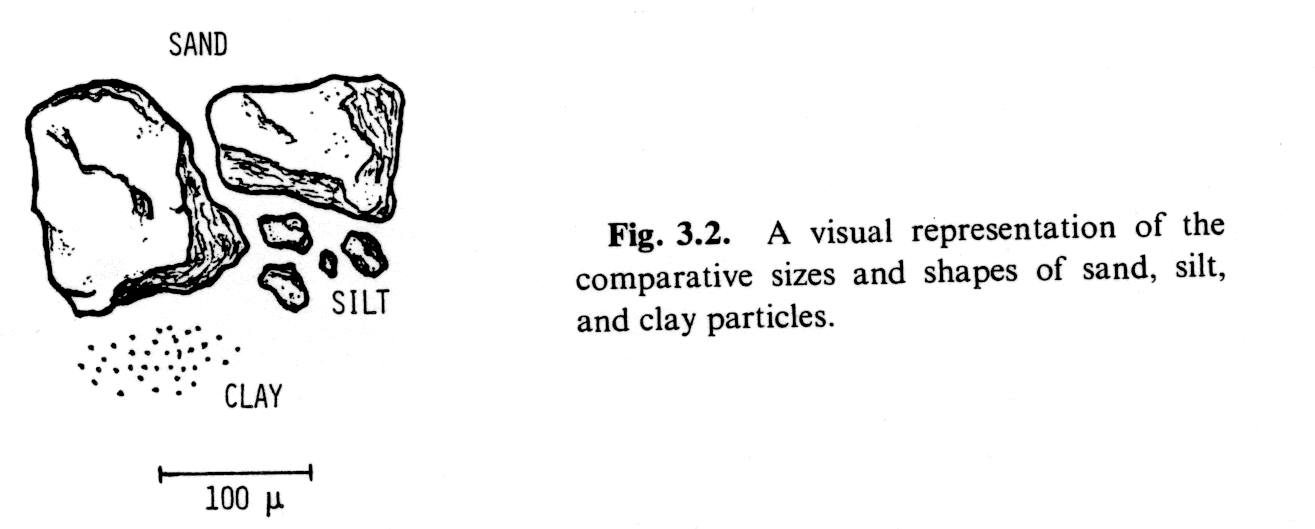 SAND
SILT
CLAY
100 μ
Fig. 3.2. A visual representation of the
comparative sizes and shapes of sand, silt,
and clay particles.